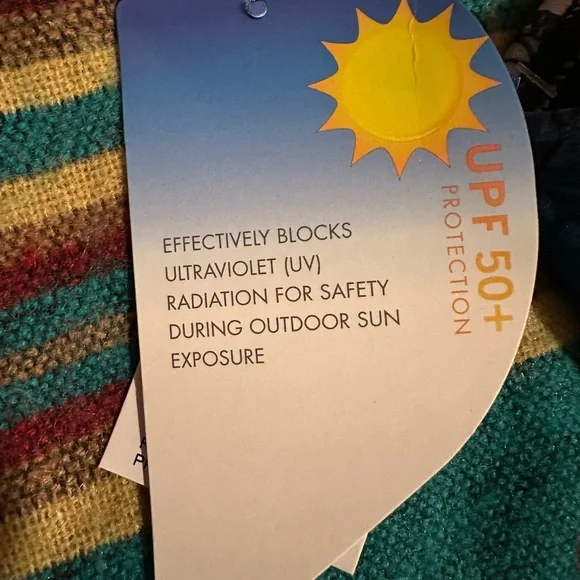 UPF 50+
PROTECTION
EFFECTIVELY BLOCKS
ULTRAVIOLET (UV)
RADIATION FOR SAFETY
DURING OUTDOOR SUN
EXPOSURE